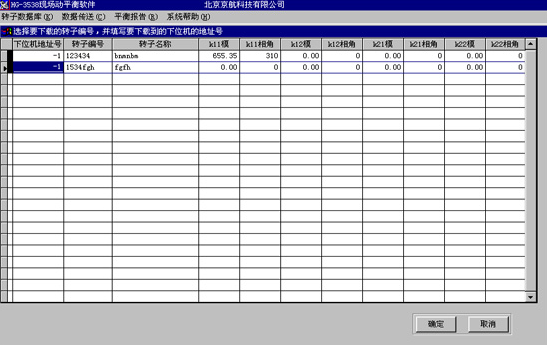 HG-3538现场动平衡软件 北京京航科技有限公司
转子数据库(K) 数据传送(C) 平衡报告(R) 系统帮助(H)
选择要下载的转子编号，并填写要下载到的下位机的地址号
下位机地址号 转子编号 转子名称 k11模 k11相角 k12模 k12相角 k21模 k21相角 k22模 k22相角
-1 123434 bnmnbm 655.35 310 0.00 0 0.00 0 0.00 0
-1 1534fgh fgfh 0.00 0 0.00 0 0.00 0 0.00 0
确定 取消